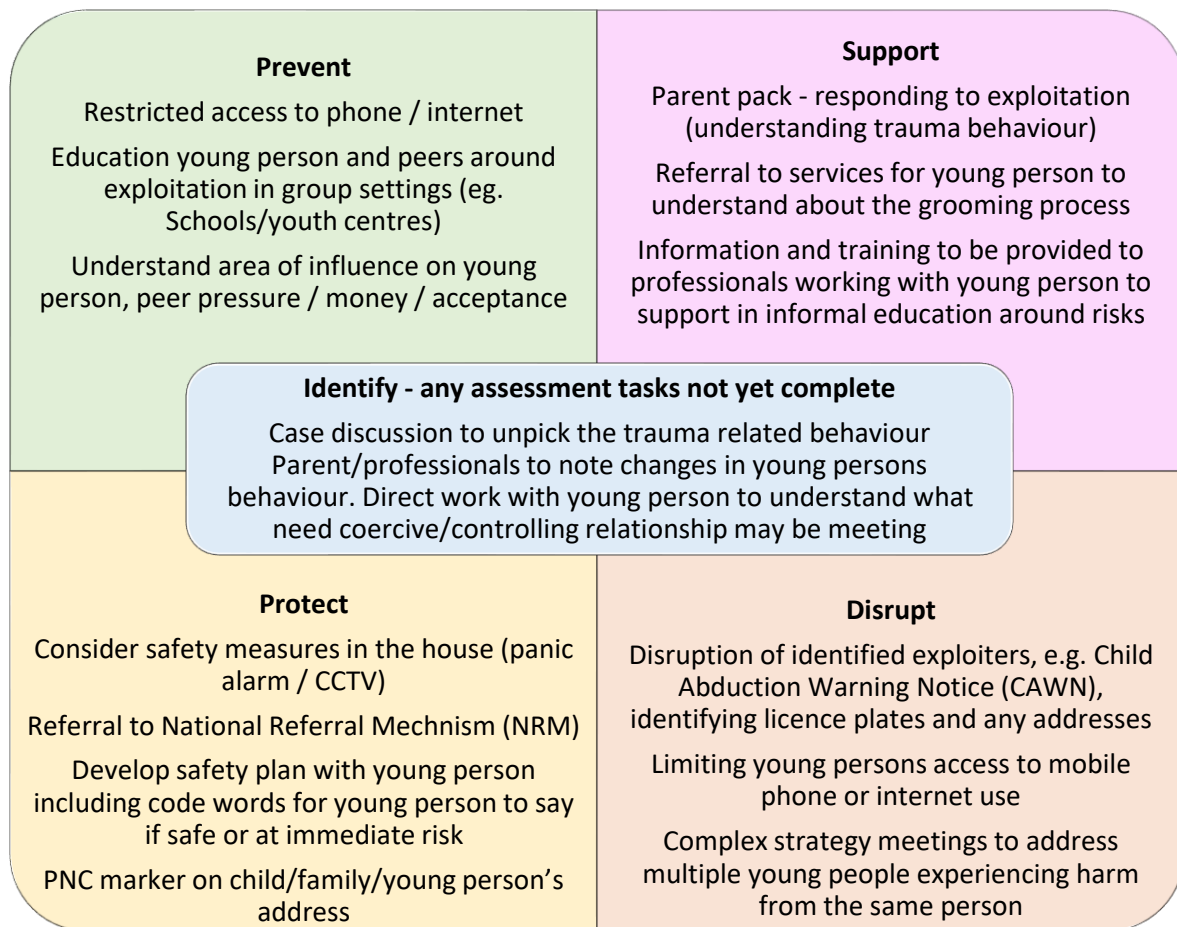 Prevent
Restricted access to phone / internet
Education young person and peers around
exploitation in group settings (eg.
Schools/youth centres)
Understand area of influence on young
person, peer pressure / money / acceptance
Support
Parent pack - responding to exploitation
(understanding trauma behaviour)
Referral to services for young person to
understand about the grooming process
Information and training to be provided to
professionals working with young person to
support in informal education around risks
Identify - any assessment tasks not yet complete
Case discussion to unpick the trauma related behaviour
Parent/professionals to note changes in young persons
behaviour. Direct work with young person to understand what
need coercive/controlling relationship may be meeting
Protect
Consider safety measures in the house (panic
alarm / CCTV)
Referral to National Referral Mechnism (NRM)
Develop safety plan with young person
including code words for young person to say
if safe or at immediate risk
PNC marker on child/family/young person’s
address
Disrupt
Disruption of identified exploiters, e.g. Child
Abduction Warning Notice (CAWN),
identifying licence plates and any addresses
Limiting young persons access to mobile
phone or internet use
Complex strategy meetings to address
multiple young people experiencing harm
from the same person